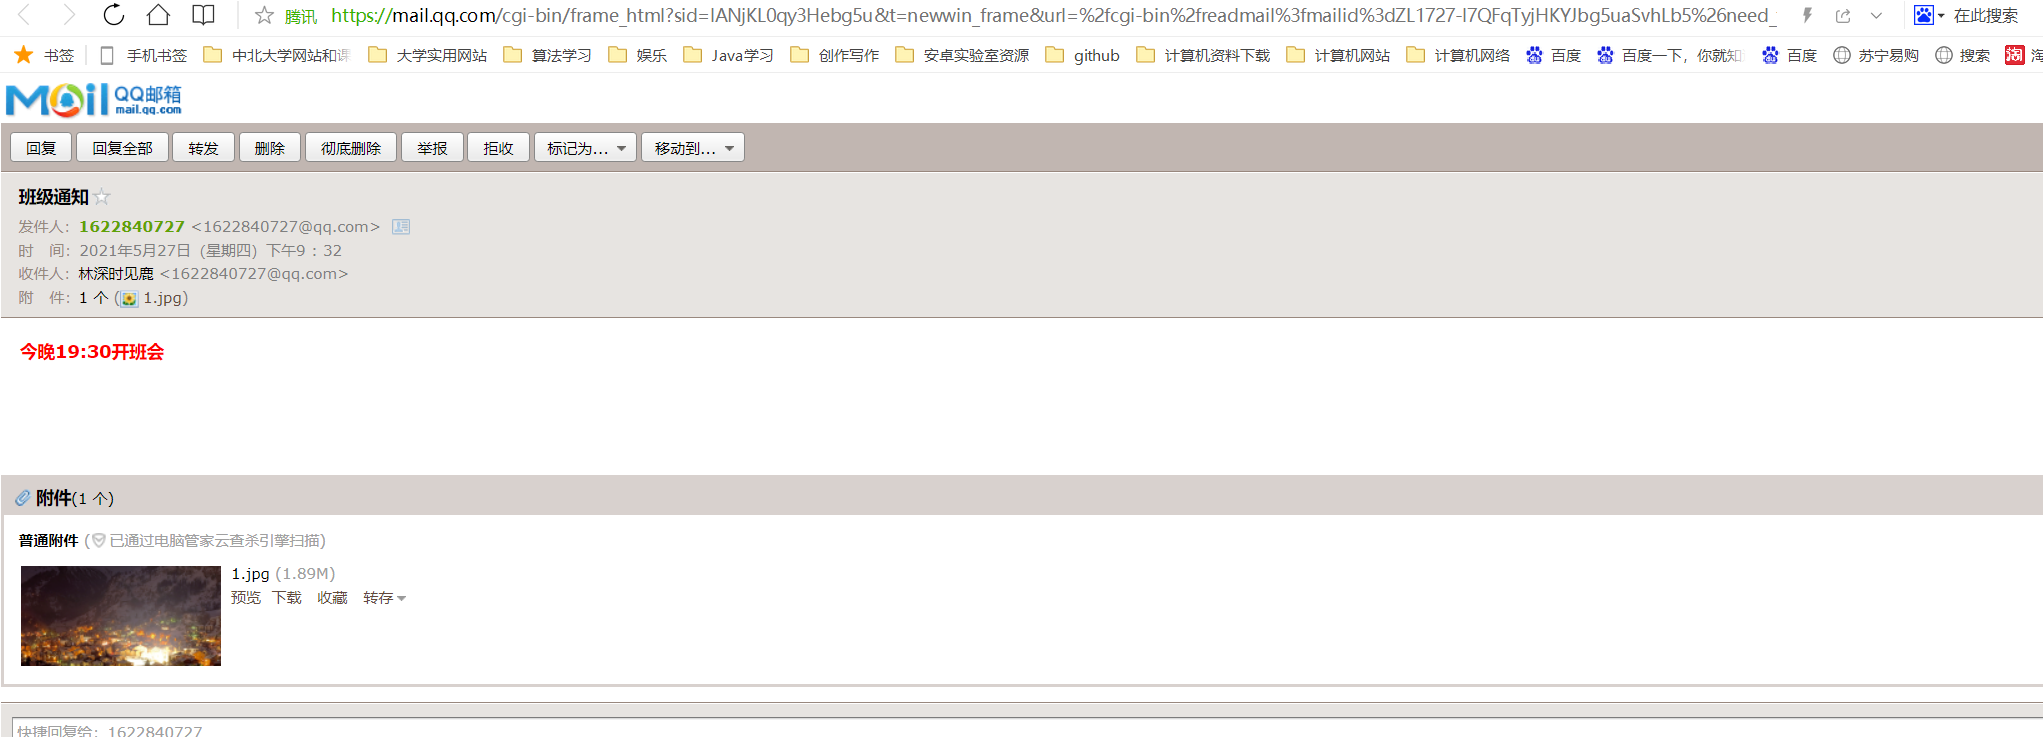 腾讯 https://mail.qq.com/cgi-bin/frame_html?sid=IANjKL0qy3Hebg5u&t=newwin_frame&url=%2fcgi-bin%2freadmail%3fmailid%3dZL1727-I7QFqTyjHKYJbg5uaSvhLb5%26need_ 在此搜索
书签 手机书签 中北大学网站和课 大学实用网站 算法学习 娱乐 Java学习 创作写作 安卓实验室资源 github 计算机资料下载 计算机网站 计算机网络 百度 百度一下，你就知 百度 苏宁易购 搜索 淘
Mail QQ邮箱
mail.qq.com
回复 回复全部 转发 删除 彻底删除 举报 拒收 标记为... 移动到...
班级通知
发件人：1622840727 <1622840727@qq.com>
时 间：2021年5月27日（星期四）下午9：32
收件人：林深时见鹿 <1622840727@qq.com>
附 件：1 个 (1.jpg)
今晚19:30开班会
附件(1 个)
普通附件 (已通过电脑管家云查杀引擎扫描)
1.jpg (1.89M)
预览 下载 收藏 转存
快捷回复给：1622840727